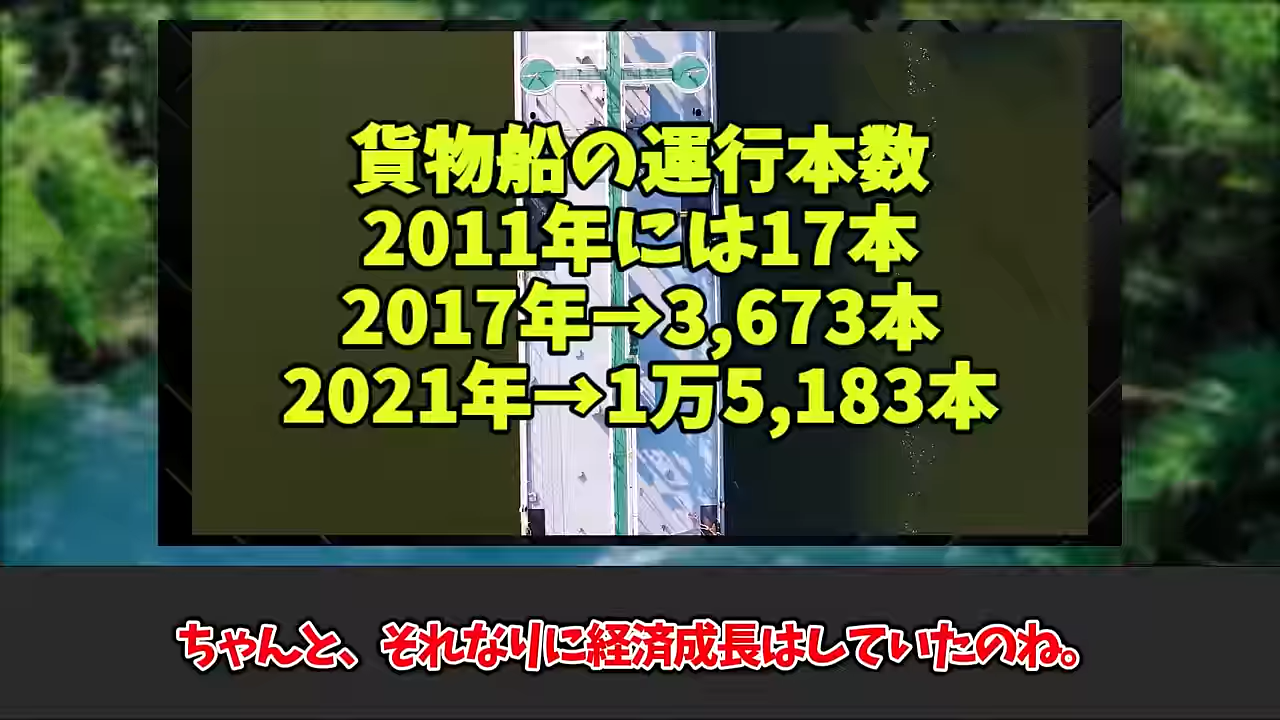 貨物船の運行本数
2011年には17本
2017年→3,673本
2021年→1万5,183本
ちゃんと、それなりに経済成長はしていたのね。